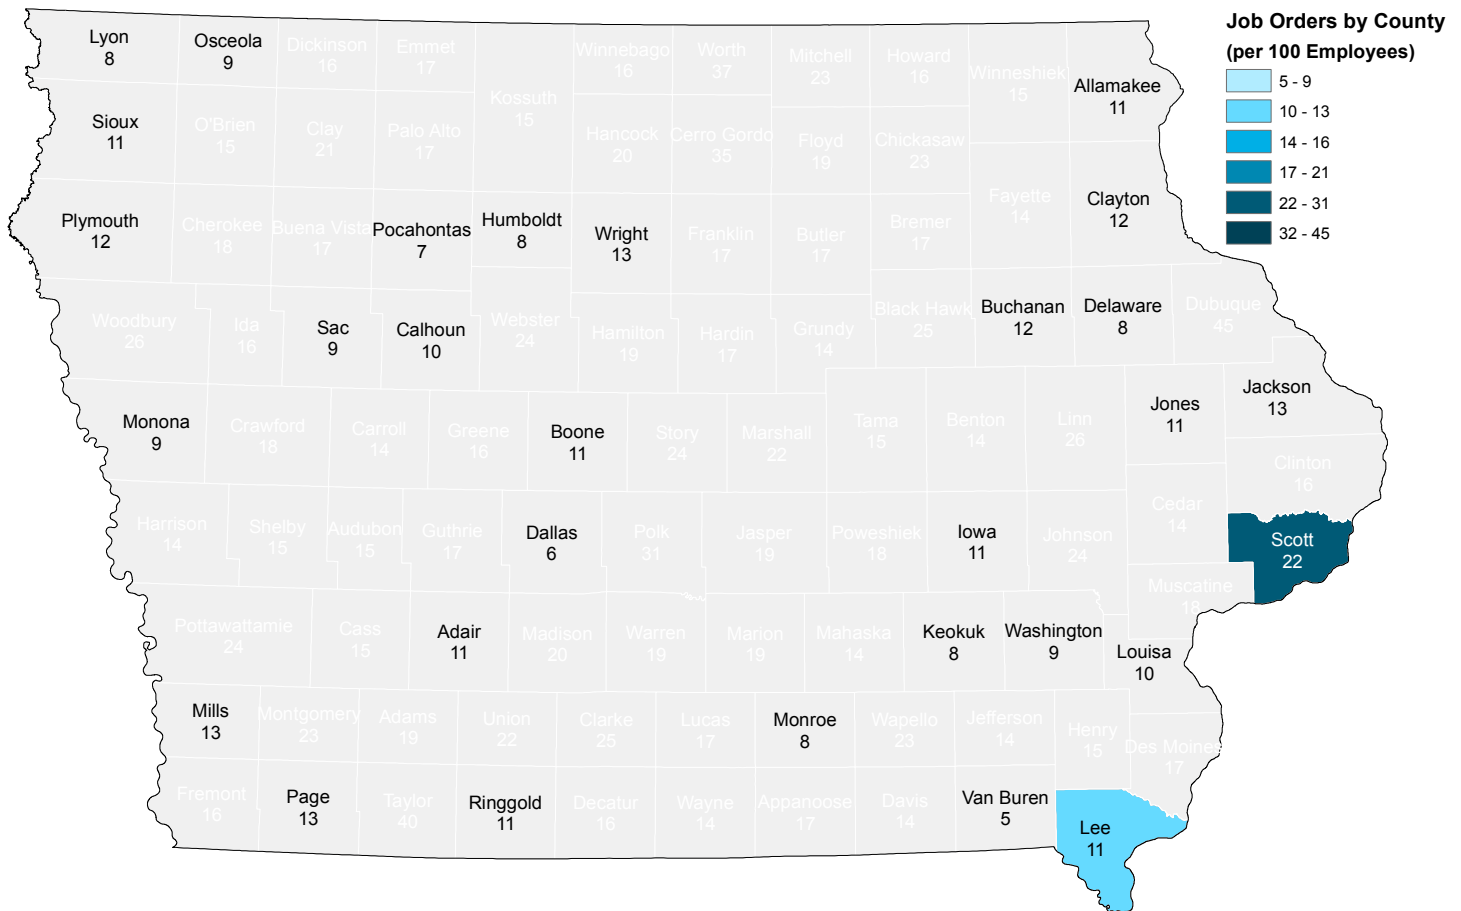 Job Orders by County
(per 100 Employees)
5 - 9
10 - 13
14 - 16
17 - 21
22 - 31
32 - 45
Lyon
8
Osceola
9
Dickinson
16
Emmet
17
Kossuth
15
Winnebago
16
Worth
37
Mitchell
23
Howard
16
Winneshiek
15
Allamakee
11
Sioux
11
O'Brien
15
Clay
21
Palo Alto
17
Hancock
20
Cerro Gordo
35
Floyd
19
Chickasaw
23
Fayette
14
Clayton
12
Plymouth
12
Cherokee
18
Buena Vista
17
Pocahontas
7
Humboldt
8
Wright
13
Franklin
17
Butler
17
Bremer
17
Woodbury
26
Ida
16
Sac
9
Calhoun
10
Webster
24
Hamilton
19
Hardin
17
Grundy
14
Black Hawk
25
Buchanan
12
Delaware
8
Dubuque
45
Monona
9
Crawford
18
Carroll
14
Greene
16
Boone
11
Story
24
Marshall
22
Tama
15
Benton
14
Linn
26
Jones
11
Jackson
13
Clinton
16
Harrison
14
Shelby
15
Audubon
15
Guthrie
17
Dallas
6
Polk
31
Jasper
19
Poweshiek
18
Iowa
11
Johnson
24
Cedar
14
Scott
22
Muscatine
18
Pottawattamie
24
Cass
15
Adair
11
Madison
20
Warren
19
Marion
19
Mahaska
14
Keokuk
8
Washington
9
Louisa
10
Mills
13
Montgomery
23
Adams
19
Union
22
Clarke
25
Lucas
17
Monroe
8
Wapello
23
Jefferson
14
Henry
15
Des Moines
17
Fremont
16
Page
13
Taylor
40
Ringgold
11
Decatur
16
Wayne
14
Appanoose
17
Davis
14
Van Buren
5
Lee
11